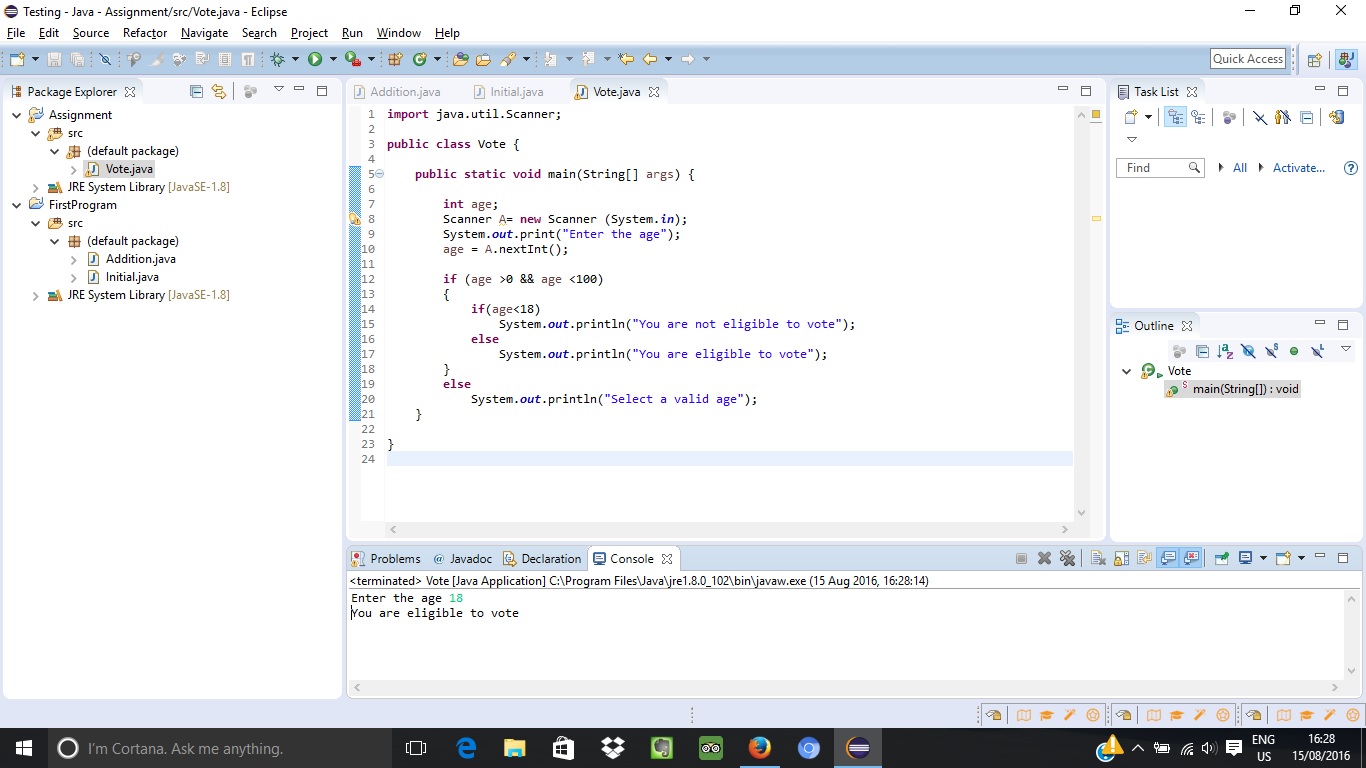 Testing - Java - Assignment/src/Vote.java - Eclipse
File Edit Source Refactor Navigate Search Project Run Window Help
Quick Access
Package Explorer
Assignment
src
(default package)
Vote.java
JRE System Library [JavaSE-1.8]
FirstProgram
src
(default package)
Addition.java
Initial.java
JRE System Library [JavaSE-1.8]
Addition.java Initial.java Vote.java
1 import java.util.Scanner;
2
3 public class Vote {
4
5 public static void main(String[] args) {
6
7 int age;
8 Scanner A= new Scanner (System.in);
9 System.out.print("Enter the age");
10 age = A.nextInt();
11
12 if (age >0 && age <100)
13 {
14 if(age<18)
15 System.out.println("You are not eligible to vote");
16 else
17 System.out.println("You are eligible to vote");
18 }
19 else
20 System.out.println("Select a valid age");
21 }
22
23 }
24
Task List
Find All Activate...
Outline
Vote
main(String[]) : void
Problems @ Javadoc Declaration Console
<terminated> Vote [Java Application] C:\Program Files\Java\jre1.8.0_102\bin\javaw.exe (15 Aug 2016, 16:28:14)
Enter the age 18
You are eligible to vote
I'm Cortana. Ask me anything.
ENG
US
16:28
15/08/2016